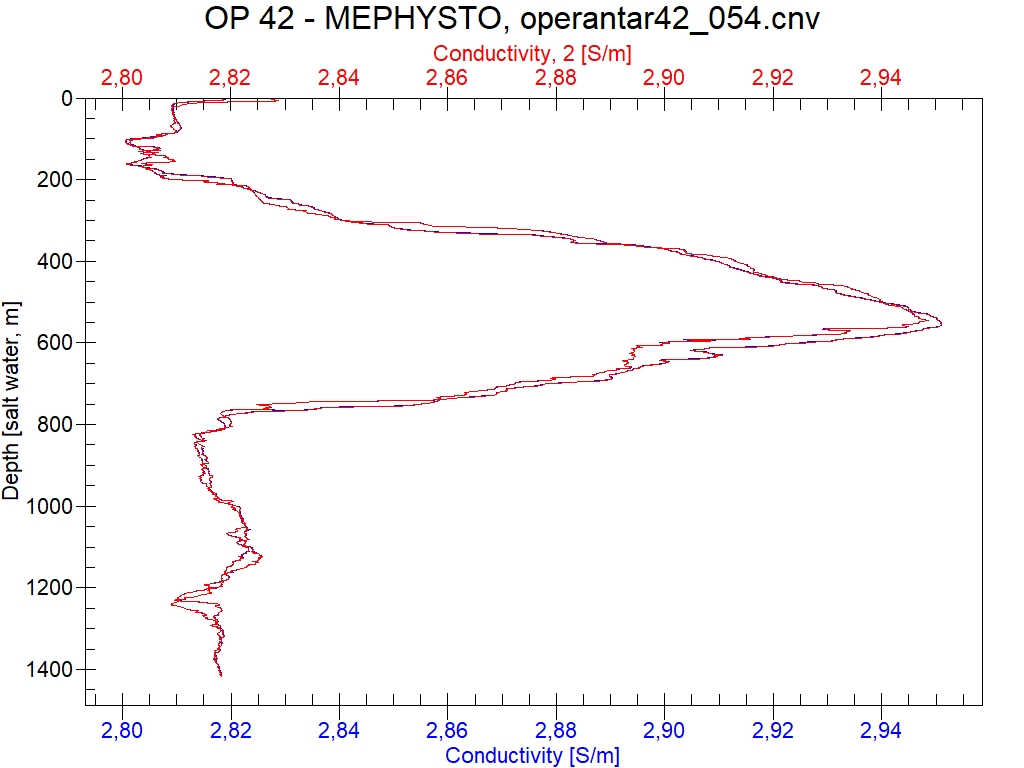 OP 42 - MEPHYSTO, operantar42_054.cnv
Conductivity, 2 [S/m]
2,80 2,82 2,84 2,86 2,88 2,90 2,92 2,94
0
200
400
600
800
1000
1200
1400
Depth [salt water, m]
2,80 2,82 2,84 2,86 2,88 2,90 2,92 2,94
Conductivity [S/m]